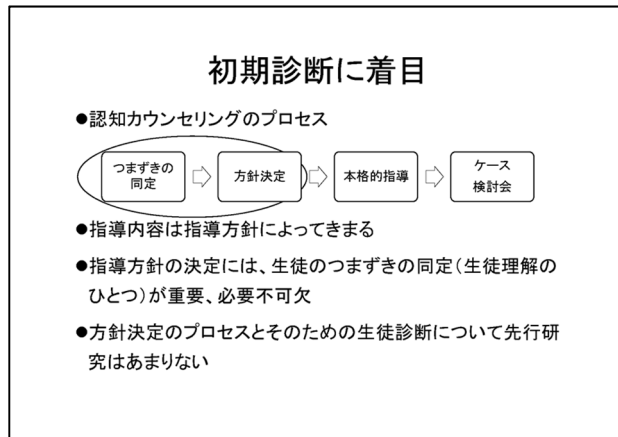 初期診断に着目
●認知カウンセリングのプロセス
つまずきの
同定
方針決定
本格的指導
ケース
検討会
●指導内容は指導方針によってきまる
●指導方針の決定には、生徒のつまずきの同定(生徒理解の
ひとつ)が重要、必要不可欠
●方針決定のプロセスとそのための生徒診断について先行研
究はあまりない